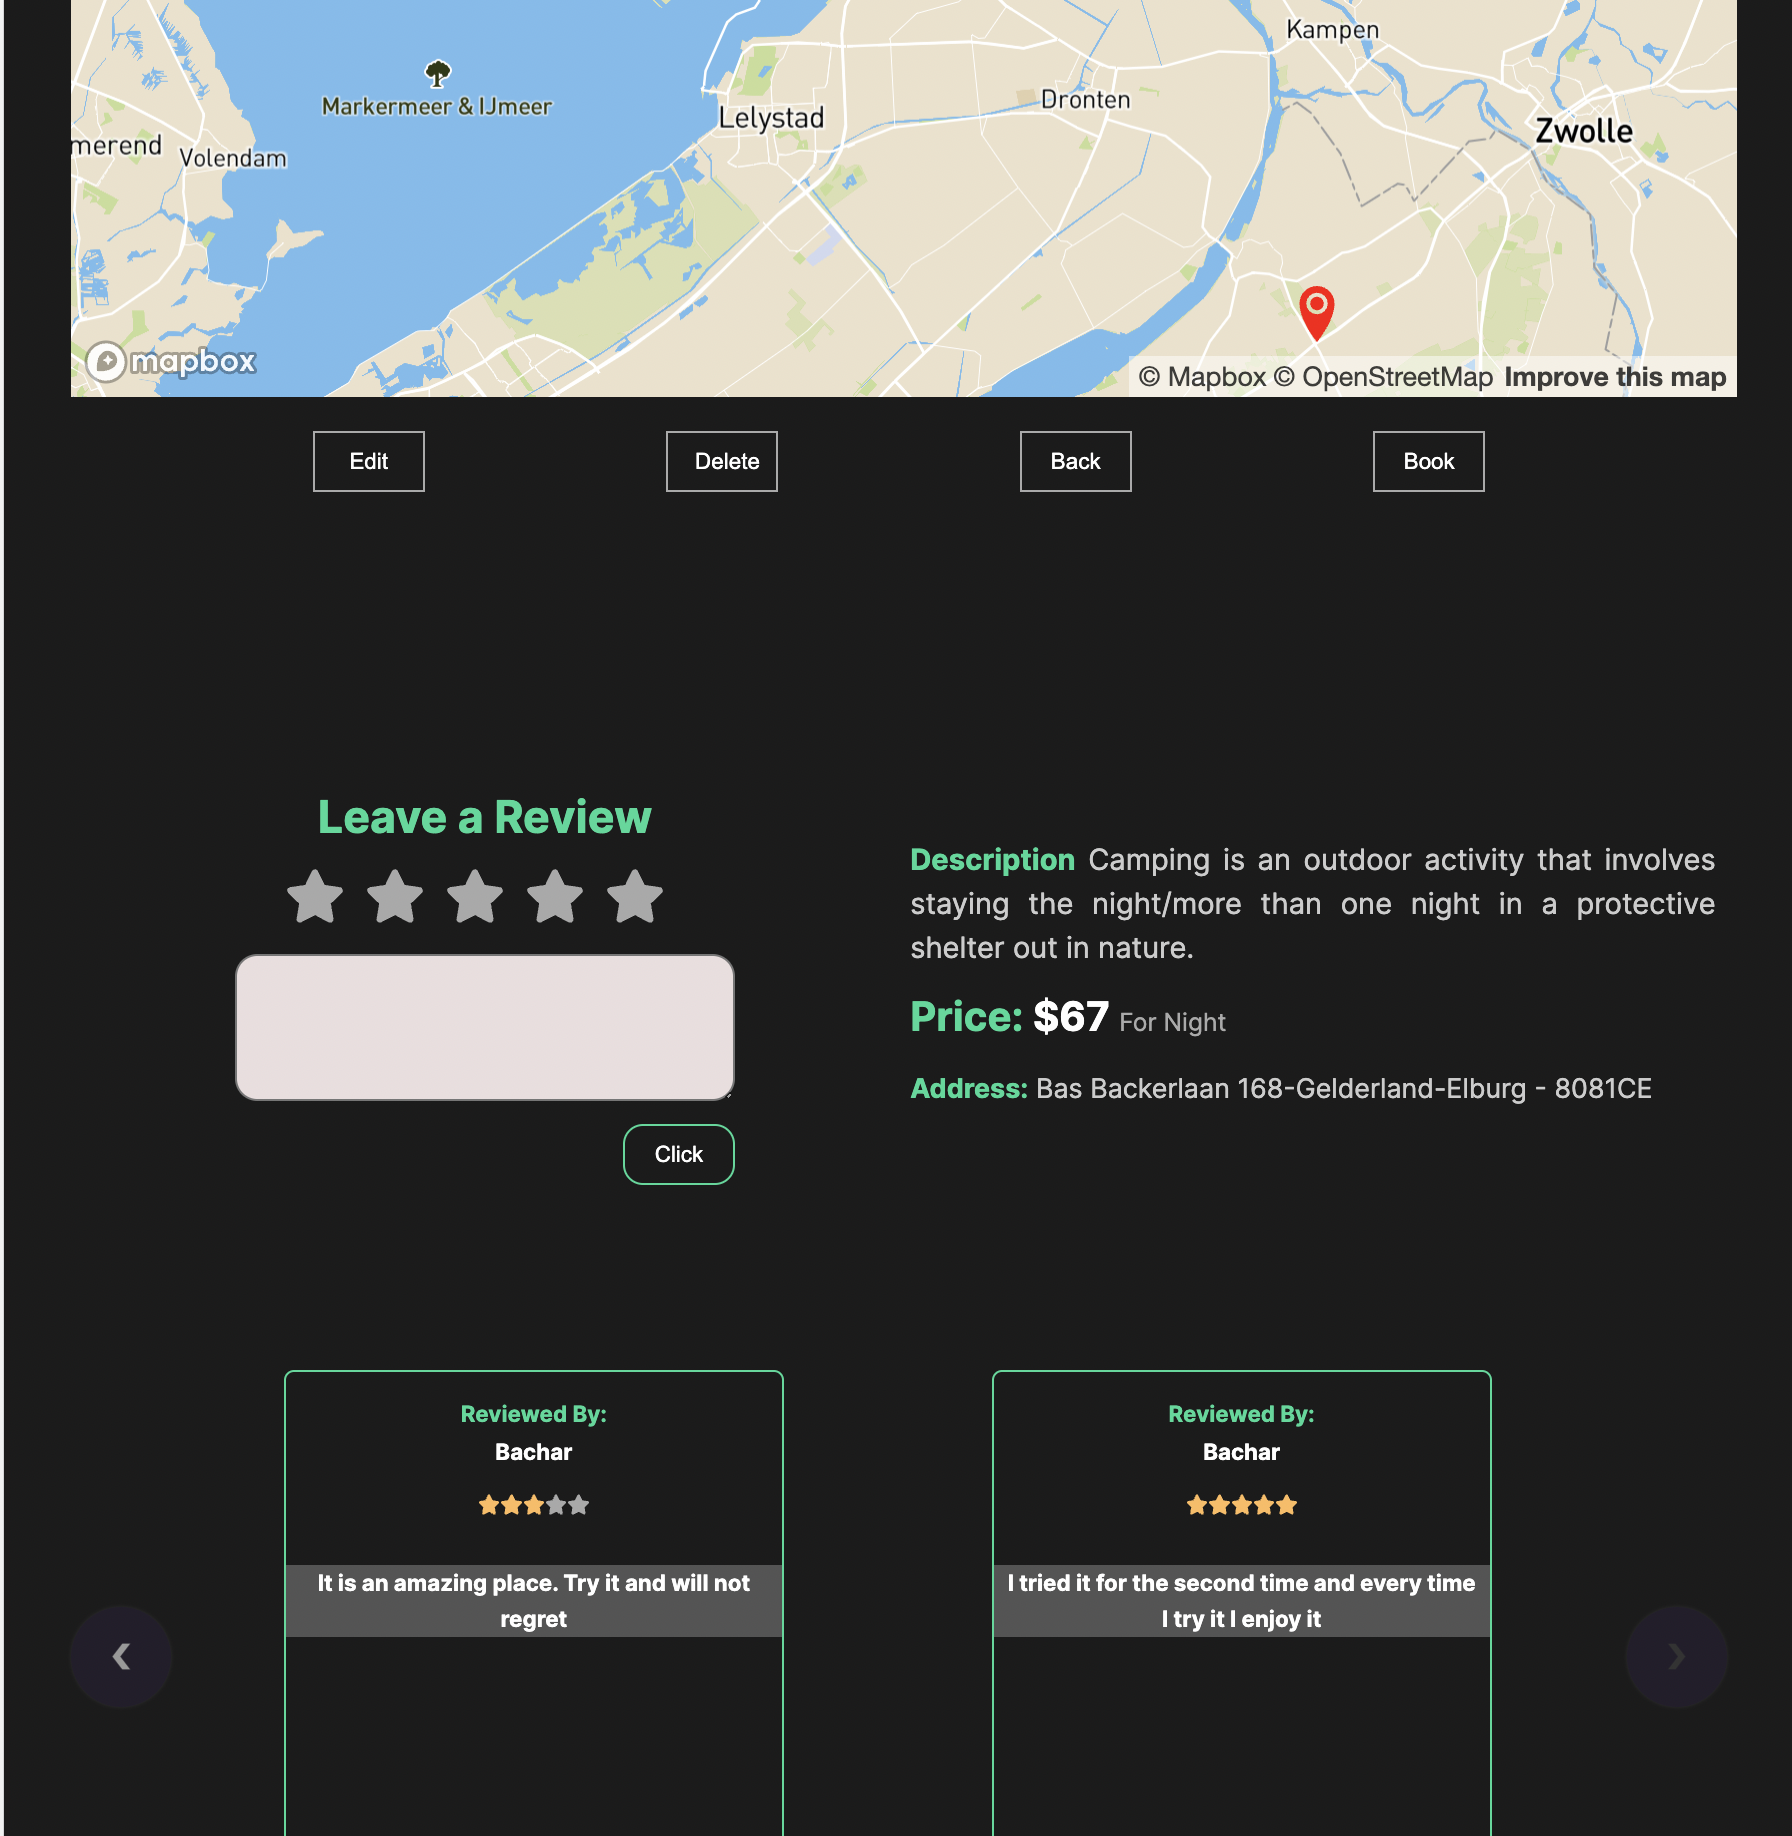 Kampen
Markermeer & IJmeer
Dronten
Lelystad
Zwolle
merend
Volendam
mapbox
© Mapbox © OpenStreetMap Improve this map
Edit
Delete
Back
Book
Leave a Review
Description Camping is an outdoor activity that involves
staying the night/more than one night in a protective
shelter out in nature.
Price: $67 For Night
Address: Bas Backerlaan 168-Gelderland-Elburg - 8081CE
Click
Reviewed By:
Bachar
It is an amazing place. Try it and will not
regret
Reviewed By:
Bachar
I tried it for the second time and every time
I try it I enjoy it